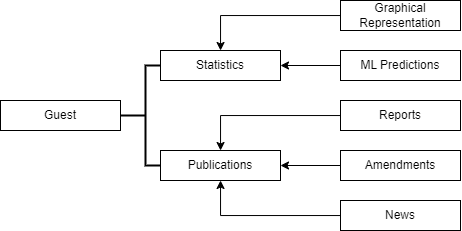 Graphical
Representation
Statistics
ML Predictions
Guest
Reports
Publications
Amendments
News